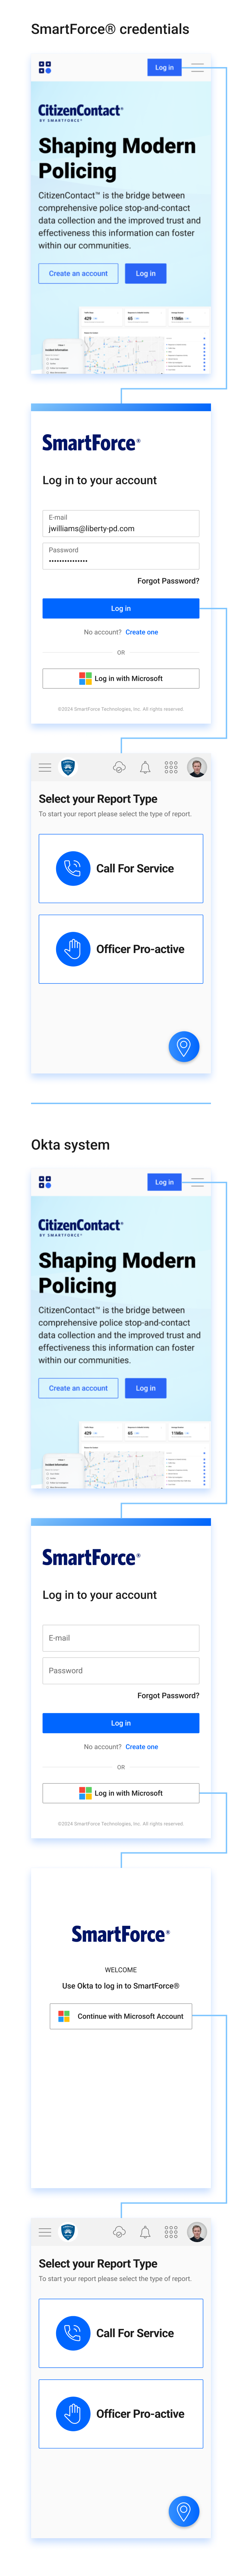 SmartForce® credentials
Log in
CitizenContact™
BY SMARTFORCE®
Shaping Modern
Policing
CitizenContact™ is the bridge between
comprehensive police stop-and-contact
data collection and the improved trust and
effectiveness this information can foster
within our communities.
Create an account
Log in
429
65
SmartForce®
Log in to your account
E-mail
jwilliams@liberty-pd.com
Password
Forgot Password?
Log in
No account? Create one
OR
Log in with Microsoft
©2024 SmartForce Technologies, Inc. All rights reserved.
Select your Report Type
To start your report please select the type of report.
Call For Service
Officer Pro-active
Okta system
Log in
CitizenContact™
BY SMARTFORCE®
Shaping Modern
Policing
CitizenContact™ is the bridge between
comprehensive police stop-and-contact
data collection and the improved trust and
effectiveness this information can foster
within our communities.
Create an account
Log in
429
65
SmartForce®
Log in to your account
E-mail
Password
Forgot Password?
Log in
No account? Create one
OR
Log in with Microsoft
©2024 SmartForce Technologies, Inc. All rights reserved.
SmartForce®
WELCOME
Use Okta to log in to SmartForce®
Continue with Microsoft Account
Select your Report Type
To start your report please select the type of report.
Call For Service
Officer Pro-active